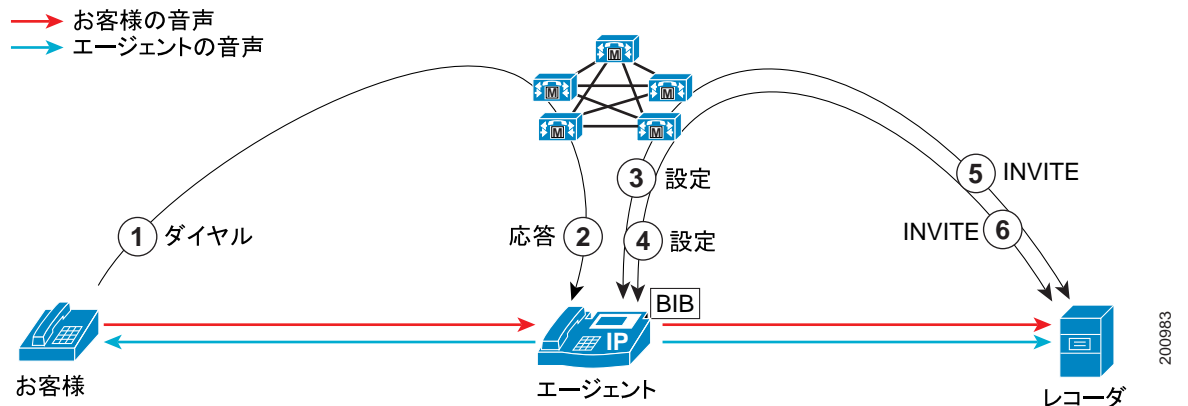 お客様の音声
エージェントの音声
M
M
M
M
M
3 設定
5 INVITE
1 ダイヤル
応答 2
4 設定
INVITE 6
BIB
IP
お客様
エージェント
レコーダ
200983